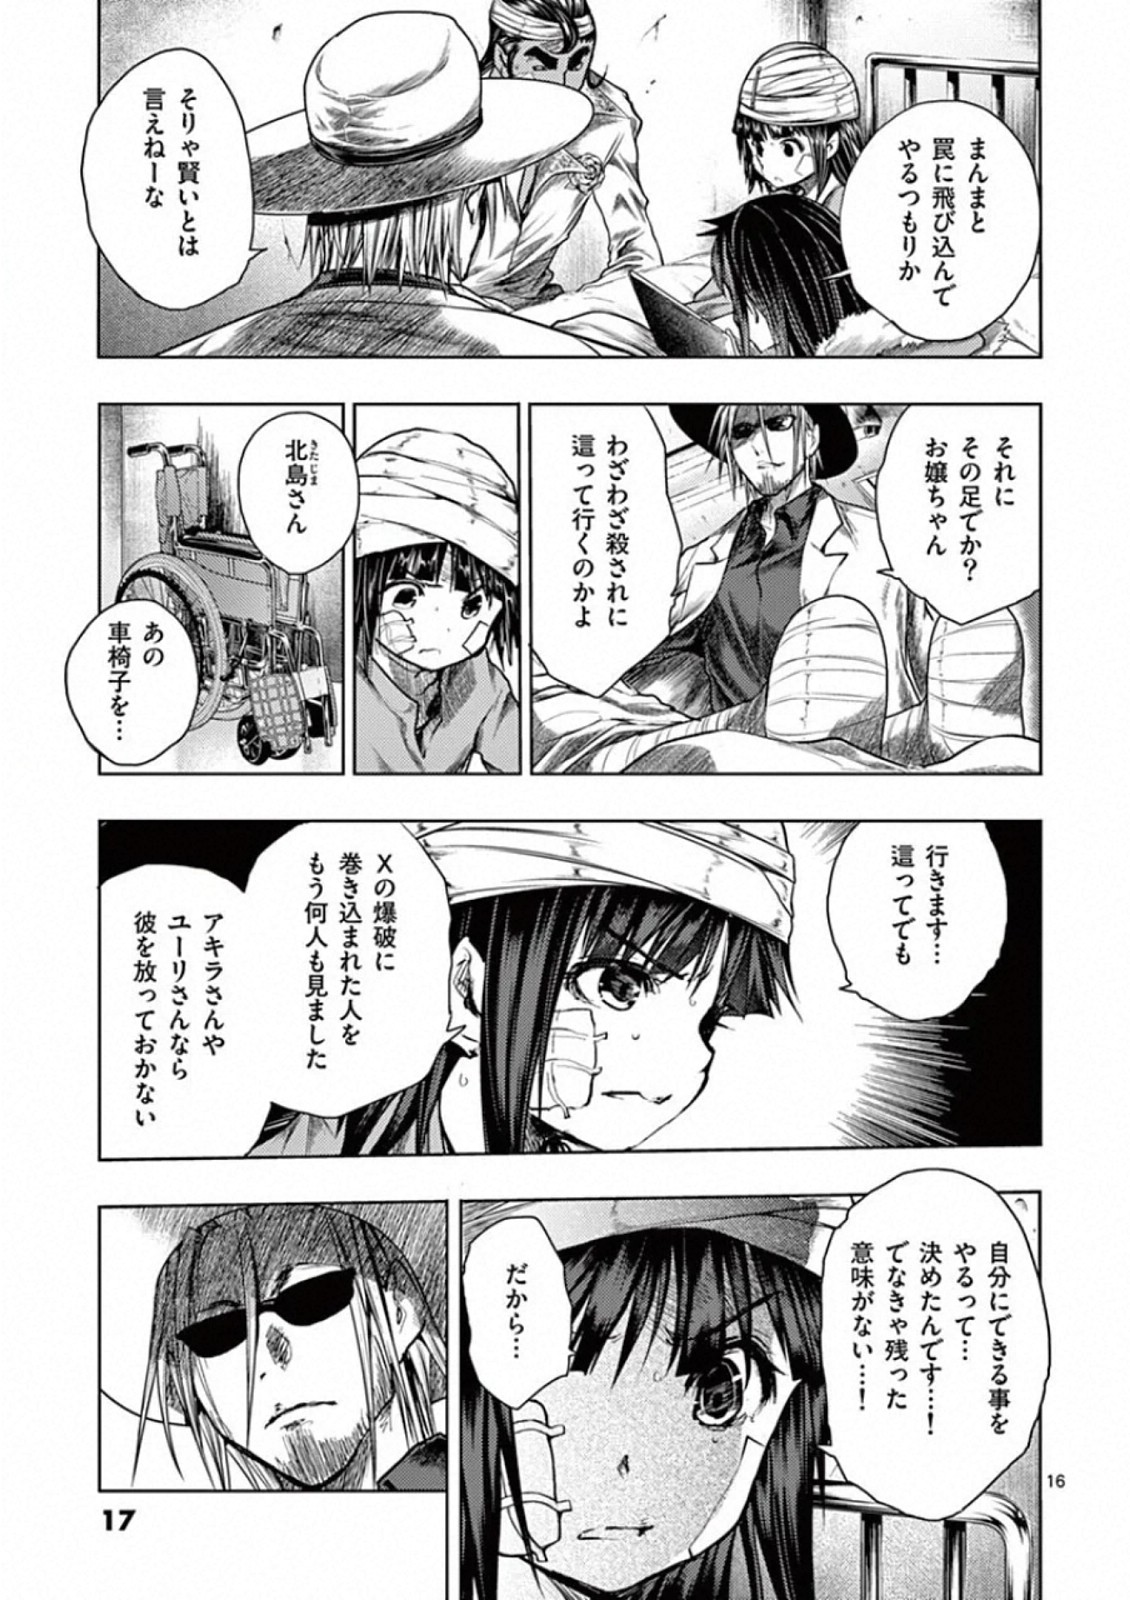 まんまと
罠に飛び込んで
やるつもりか
そりゃ賢いとは
言えねーな
それに
その足でか?
お嬢ちゃん
わざわざ殺されに
這って行くのかよ
北島さん
きたじま
あの
車椅子を…
行きます…
這ってでも
Xの爆破に
巻き込まれた人を
もう何人も見ました
アキラさんや
ユーリさんなら
彼を放っておかない
自分にできる事を
やるって…
決めたんです…!
でなきゃ残った
意味がない…!
だから…
16
17